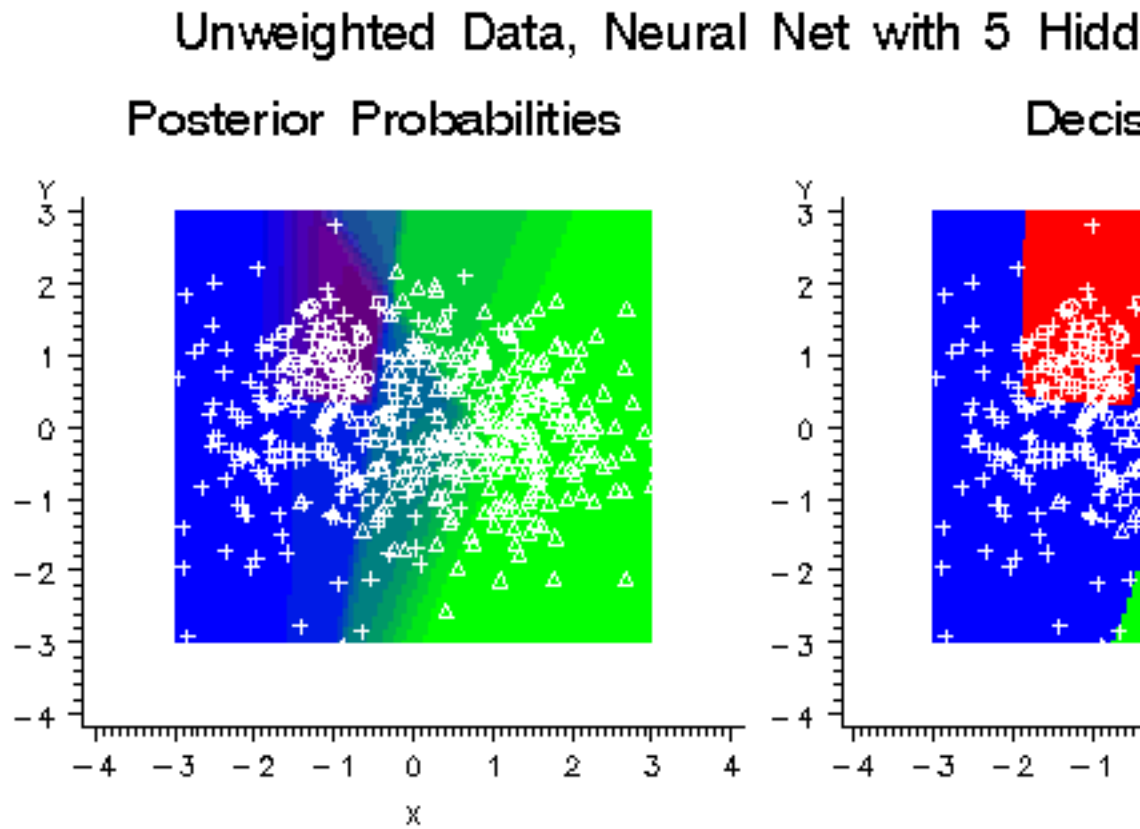 Unweighted Data, Neural Net with 5 Hidd
Posterior Probabilities
Decis
Y
3
2
1
0
-1
-2
-3
-4
-4 -3 -2 -1 0 1 2 3 4
X
Y
3
2
1
0
-1
-2
-3
-4
-4 -3 -2 -1